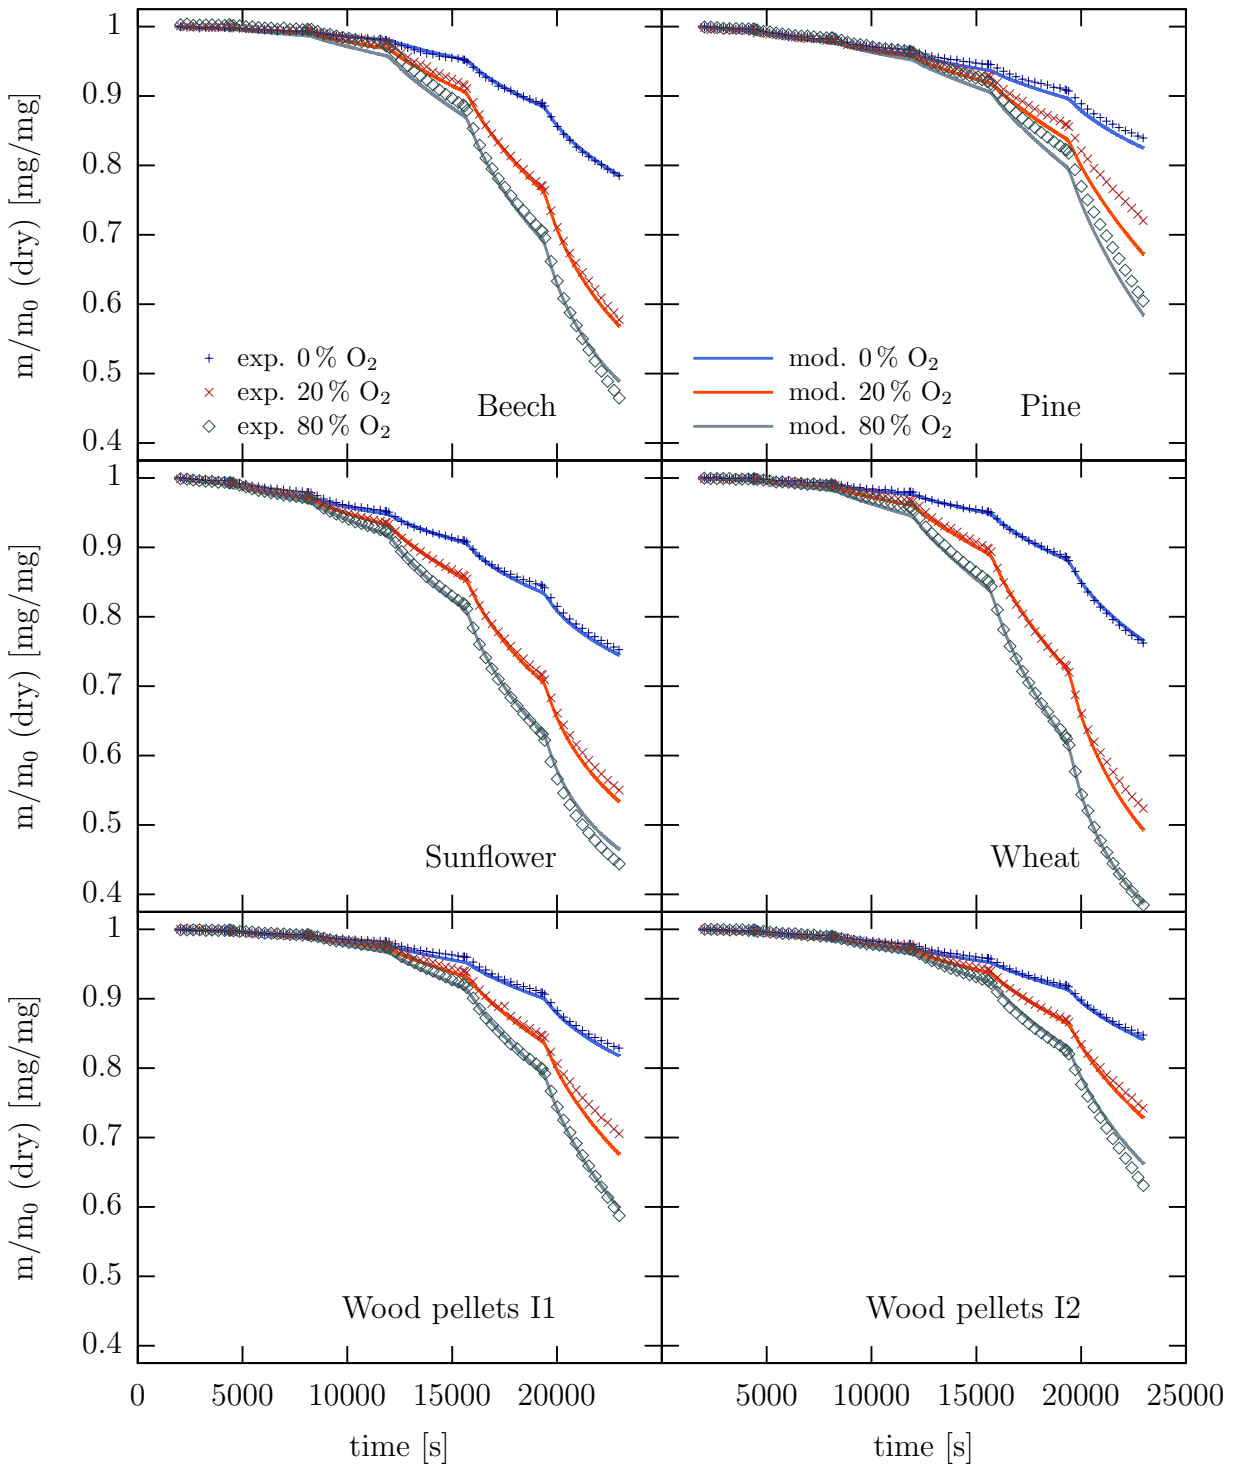 1
0.9
0.8
0.7
0.6
0.5
0.4
m/m₀ (dry) [mg/mg]
exp. 0 % O₂
exp. 20 % O₂
exp. 80 % O₂
Beech
mod. 0 % O₂
mod. 20 % O₂
mod. 80 % O₂
Pine
1
0.9
0.8
0.7
0.6
0.5
0.4
m/m₀ (dry) [mg/mg]
Sunflower
Wheat
1
0.9
0.8
0.7
0.6
0.5
0.4
m/m₀ (dry) [mg/mg]
Wood pellets I1
Wood pellets I2
0 5000 10000 15000 20000
5000 10000 15000 20000 25000
time [s]
time [s]